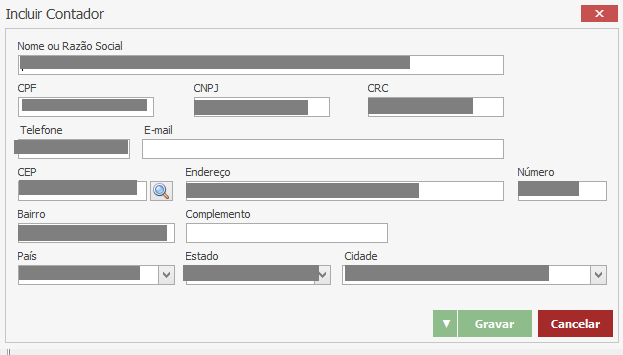 Incluir Contador
Nome ou Razão Social
CPF CNPJ CRC
Telefone E-mail
CEP Endereço Número
Bairro Complemento
País Estado Cidade
Gravar Cancelar